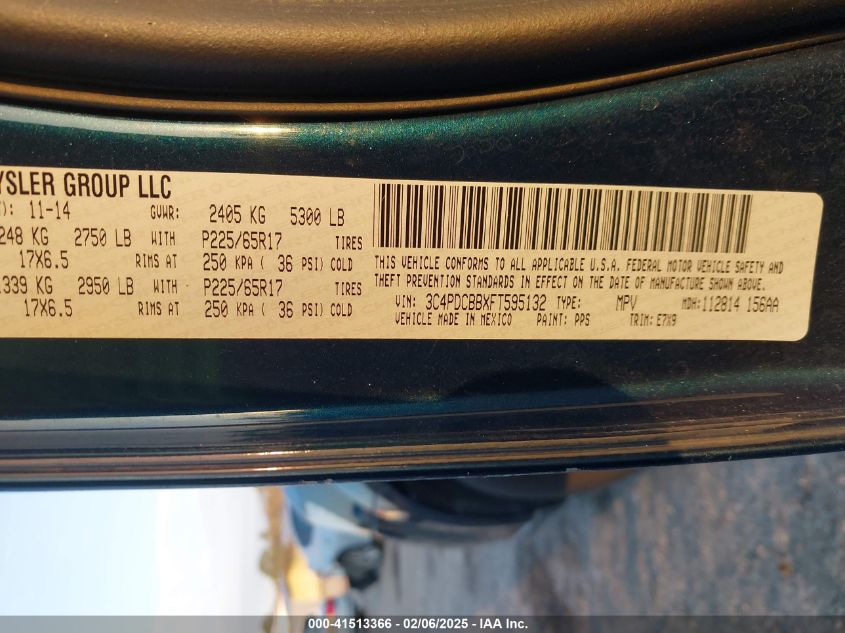 YSLER GROUP LLC
): 11-14 GVWR: 2405 KG 5300 LB
248 KG 2750 LB WITH P225/65R17 TIRES
17X6.5 RIMS AT 250 KPA ( 36 PSI) COLD
1339 KG 2950 LB WITH P225/65R17 TIRES
17X6.5 RIMS AT 250 KPA ( 36 PSI) COLD
THIS VEHICLE CONFORMS TO ALL APPLICABLE U.S.A. FEDERAL MOTOR VEHICLE SAFETY AND
THEFT PREVENTION STANDARDS IN EFFECT ON THE DATE OF MANUFACTURE SHOWN ABOVE.
VIN: 3C4PDCBBXFT595132 TYPE: MPV MDH:112814 156AA
VEHICLE MADE IN MEXICO PAINT: PPS TRIM: E7X9
000-41513366 - 02/06/2025 - IAA Inc.